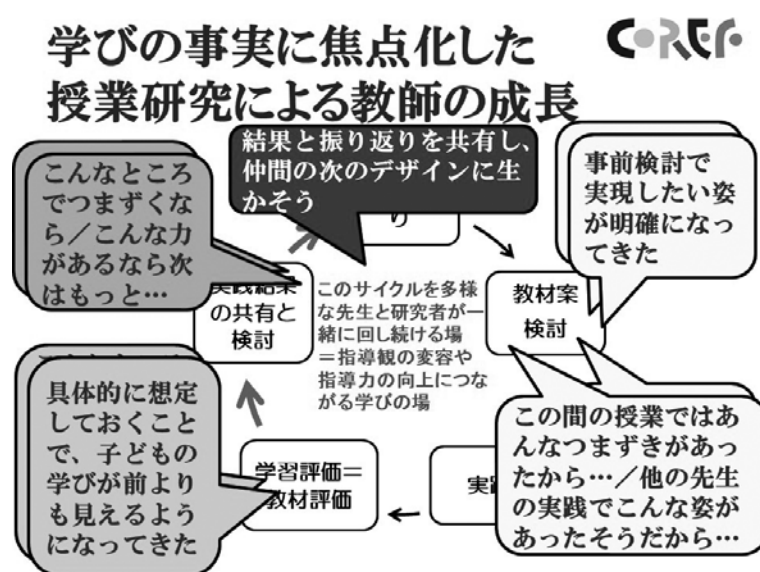 学びの事実に焦点化した
授業研究による教師の成長
CoREF
こんなところ
でつまずくな
ら／こんな力
があるなら次
はもっと…
結果と振り返りを共有し、
仲間の次のデザインに生
かそう
り
事前検討で
実現したい姿
が明確になっ
てきた
実践結果
の共有と
検討
このサイクルを多様
な先生と研究者が一
緒に回し続ける場
＝指導観の変容や
指導力の向上につな
がる学びの場
教材案
検討
具体的に想定
しておくこと
で、子どもの
学びが前より
も見えるよう
になってきた
学習評価＝
教材評価
実践
この間の授業ではあ
んなつまずきがあっ
たから…／他の先生
の実践でこんな姿が
あったそうだから…